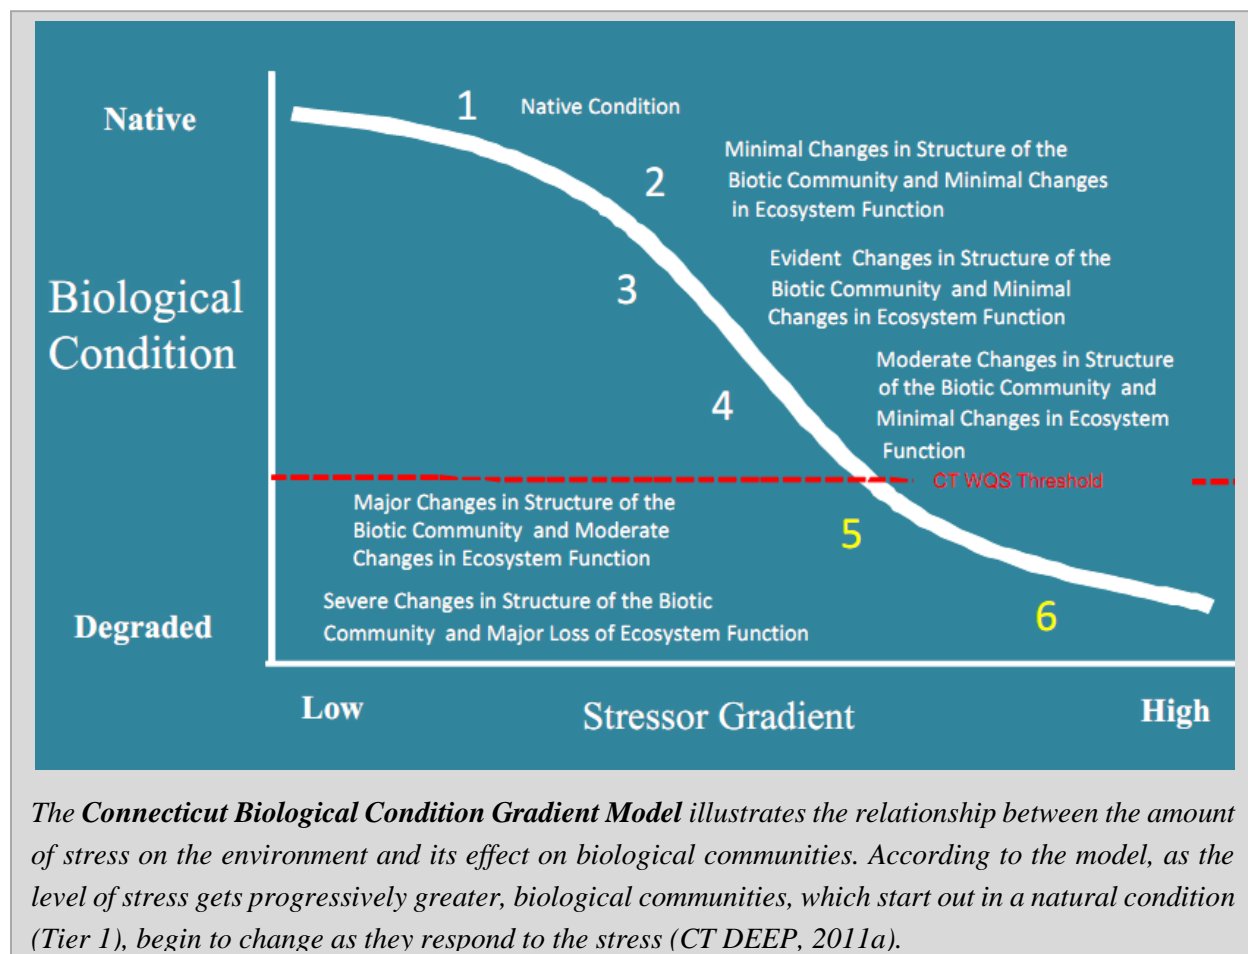 Native
1
Native Condition
2
Minimal Changes in Structure of the
Biotic Community and Minimal Changes
in Ecosystem Function
3
Evident Changes in Structure of the
Biotic Community and Minimal
Changes in Ecosystem Function
Biological
Condition
4
Moderate Changes in Structure
of the Biotic Community and
Minimal Changes in Ecosystem
Function
CT WQS Threshold
Major Changes in Structure of the
Biotic Community and Moderate
Changes in Ecosystem Function
5
Severe Changes in Structure of the Biotic
Community and Major Loss of Ecosystem Function
6
Degraded
Low
Stressor Gradient
High
The Connecticut Biological Condition Gradient Model illustrates the relationship between the amount
of stress on the environment and its effect on biological communities. According to the model, as the
level of stress gets progressively greater, biological communities, which start out in a natural condition
(Tier 1), begin to change as they respond to the stress (CT DEEP, 2011a).